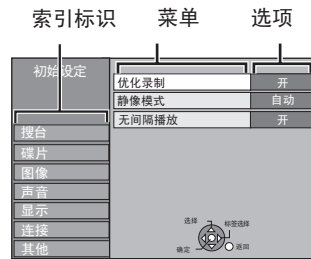 索引标识 菜单 选项
初始设定
优化录制 开
静像模式 自动
无间隔播放 开
搜台
碟片
图像
声音
显示
连接
其他
选择 标签选择
确定 返回